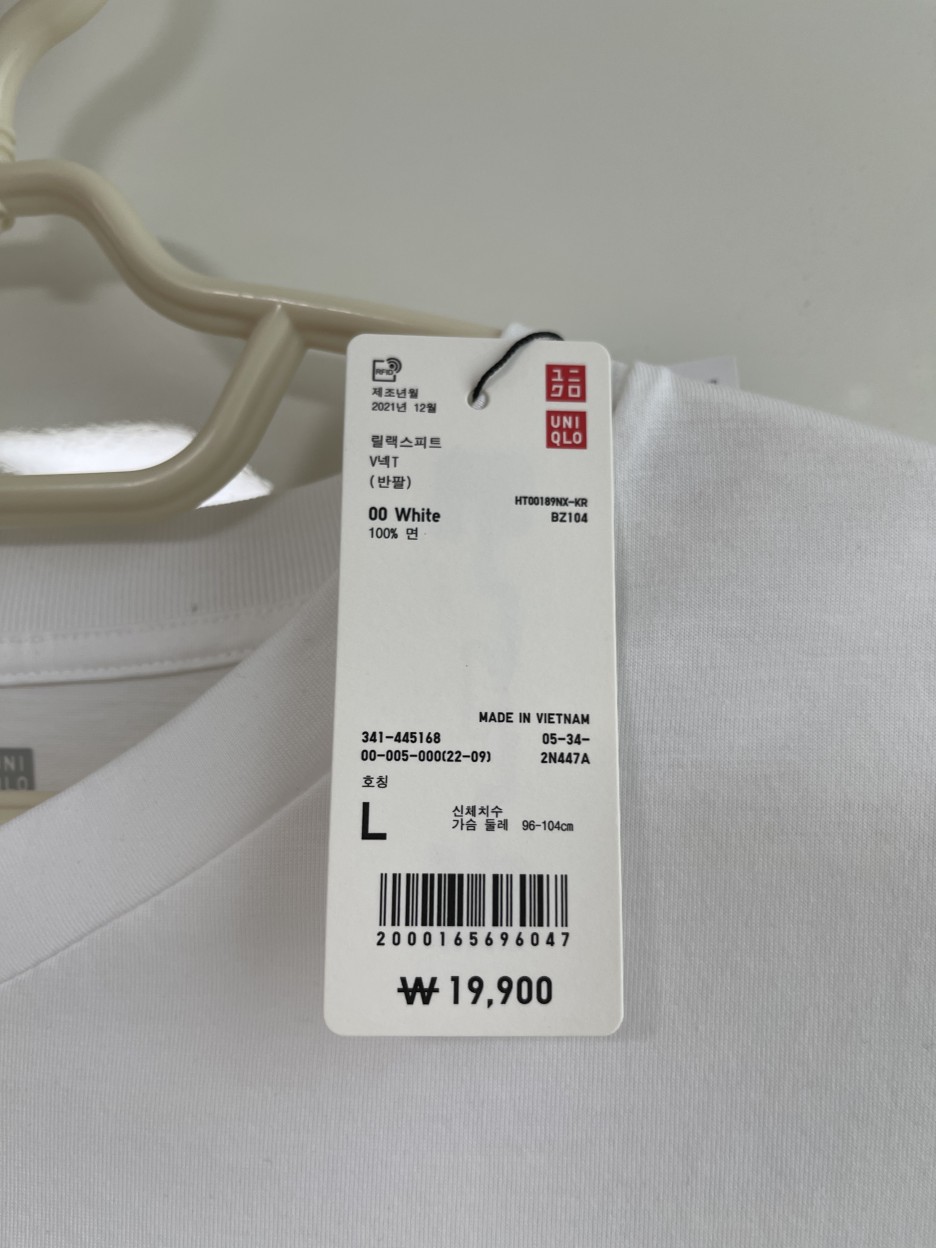 RFID
제조년월
2021년 12월
ユニ
クロ
UNI
QLO
릴랙스피트
V넥T
(반팔)
HT00189NX-KR
00 White
BZ104
100% 면
MADE IN VIETNAM
341-445168
05-34-
00-005-000(22-09)
2N447A
호칭
L
신체치수
가슴 둘레 96-104cm
2000165696047
₩ 19,900
NI
LO